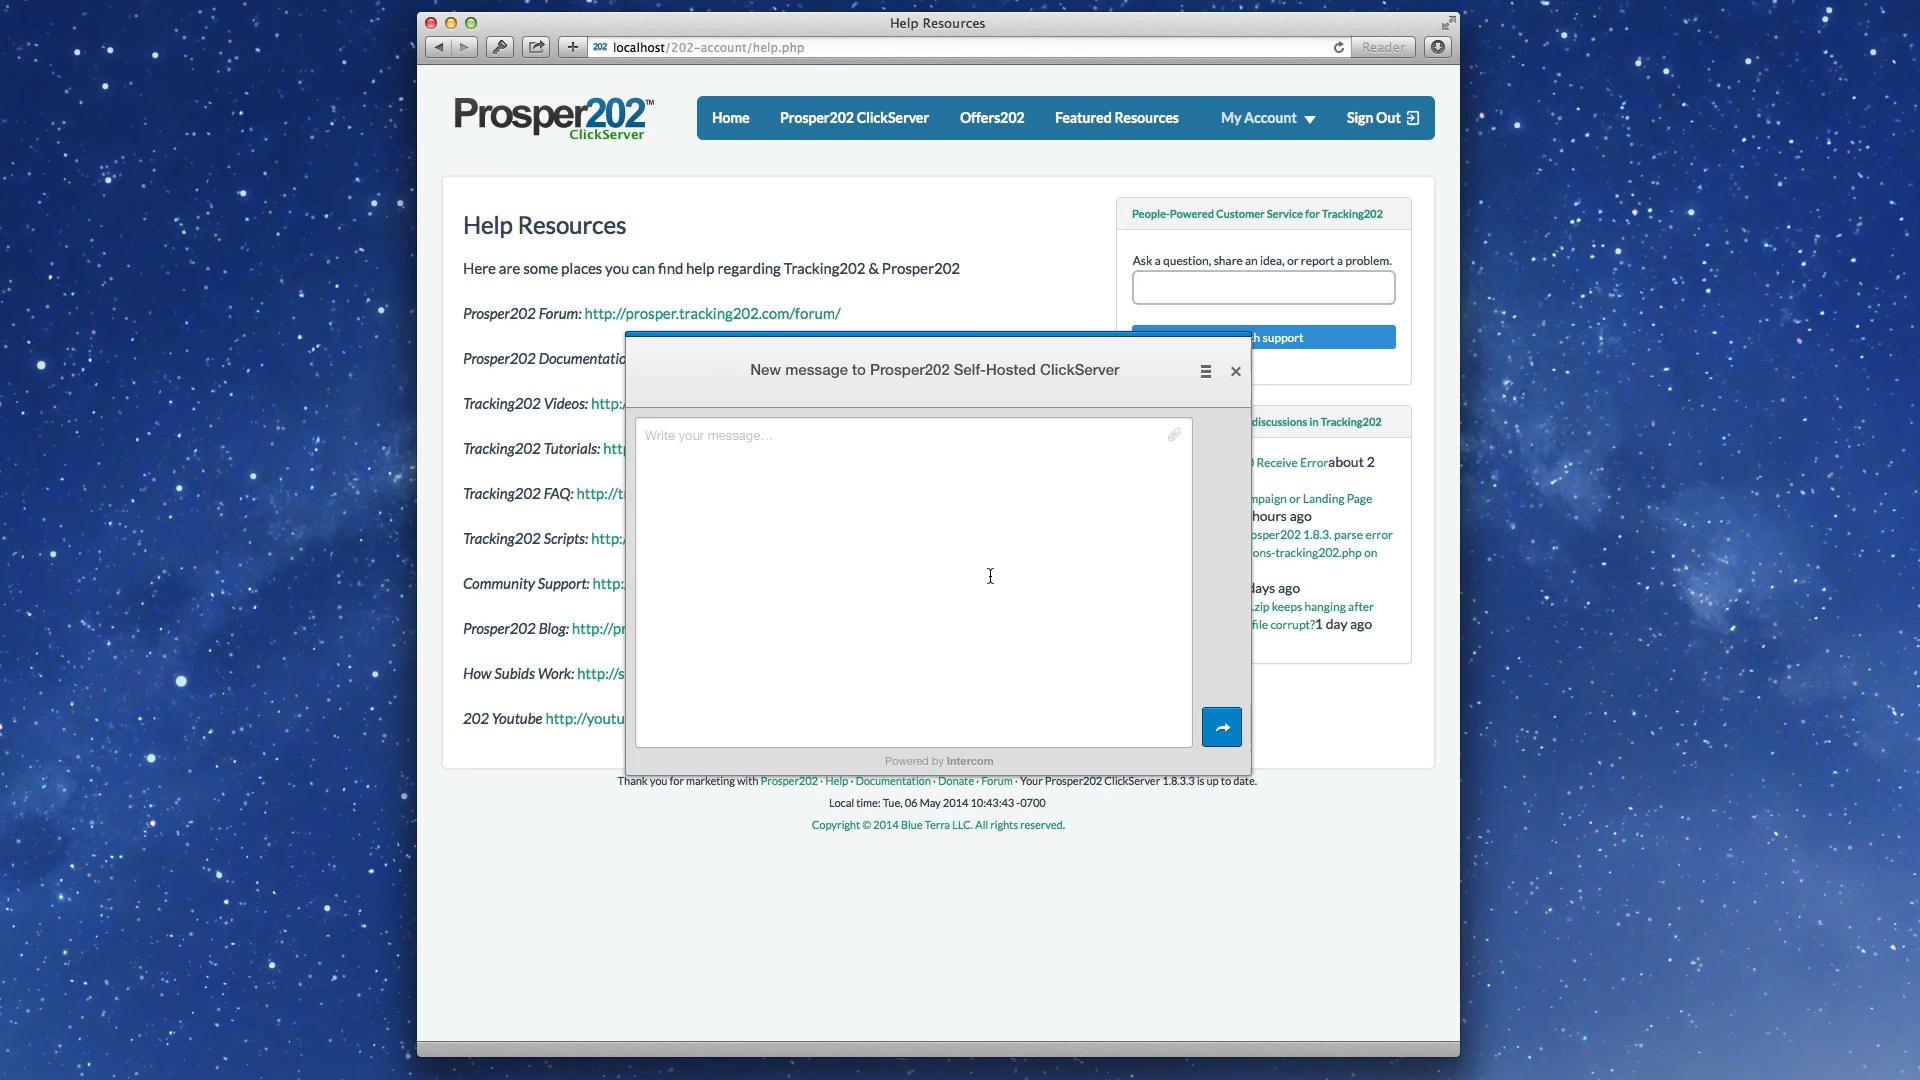 Help Resources
202 localhost/202-account/help.php
Reader
Prosper202™
ClickServer
Home Prosper202 ClickServer Offers202 Featured Resources My Account Sign Out
Help Resources
Here are some places you can find help regarding Tracking202 & Prosper202
Prosper202 Forum: http://prosper.tracking202.com/forum/
Prosper202
Tracking202 Videos: http:/
Tracking202 Tutorials:
Tracking202 FAQ: http://
Tracking202 Scripts: http:/
Community Support: http:
Prosper202 Blog: http://
How Subids Work: http://
202 Youtube http://youtu
People-Powered Customer Service for Tracking202
Ask a question, share an idea, or report a problem.
support
discussions in Tracking202
Receive Errorabout 2
or Landing Page
hours ago
1.8.3. parse error
ons-tracking202.php on
days ago
.zip keeps hanging after
file corrupt?1 day ago
New message to Prosper202 Self-Hosted ClickServer
Write your message...
Powered by Intercom
Thank you for marketing with Prosper202 · Help · Documentation · Donate · Forum · Your Prosper202 ClickServer 1.8.3.3 is up to date.
Local time: Tue, 06 May 2014 10:43:43 -0700
Copyright © 2014 Blue Terra LLC. All rights reserved.